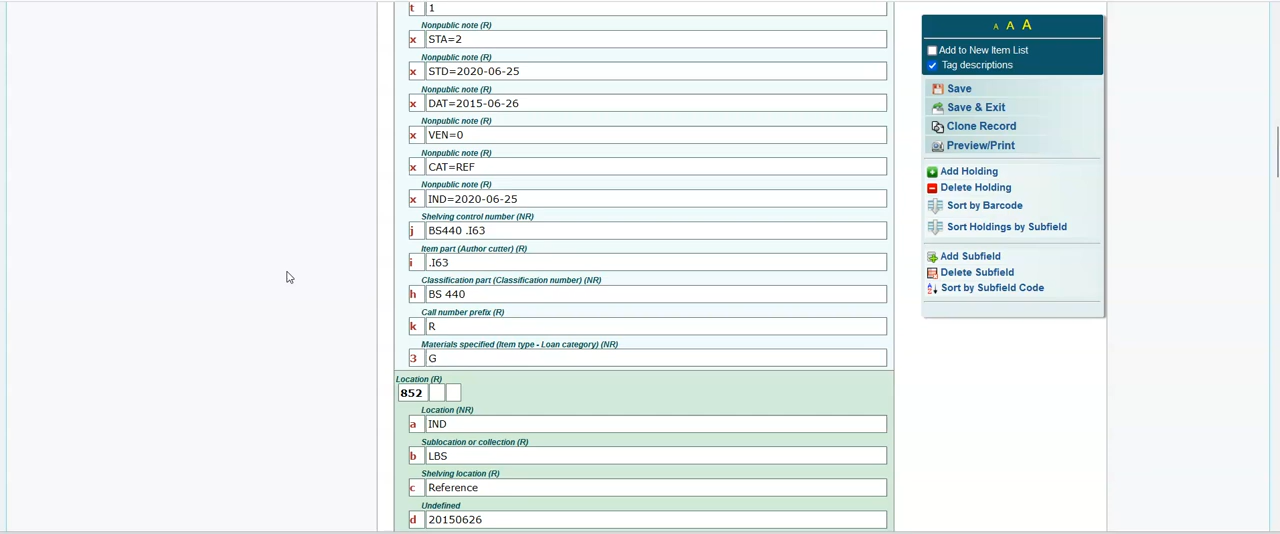 t 1
Nonpublic note (R)
x STA=2
Nonpublic note (R)
x STD=2020-06-25
Nonpublic note (R)
x DAT=2015-06-26
Nonpublic note (R)
x VEN=0
Nonpublic note (R)
x CAT=REF
Nonpublic note (R)
x IND=2020-06-25
Shelving control number (NR)
j BS440 .I63
Item part (Author cutter) (R)
i .I63
Classification part (Classification number) (NR)
h BS 440
Call number prefix (R)
k R
Materials specified (Item type - Loan category) (NR)
3 G
Location (R)
852
Location (NR)
a IND
Sublocation or collection (R)
b LBS
Shelving location (R)
c Reference
Undefined
d 20150626
A A A
Add to New Item List
Tag descriptions
Save
Save & Exit
Clone Record
Preview/Print
Add Holding
Delete Holding
Sort by Barcode
Sort Holdings by Subfield
Add Subfield
Delete Subfield
Sort by Subfield Code